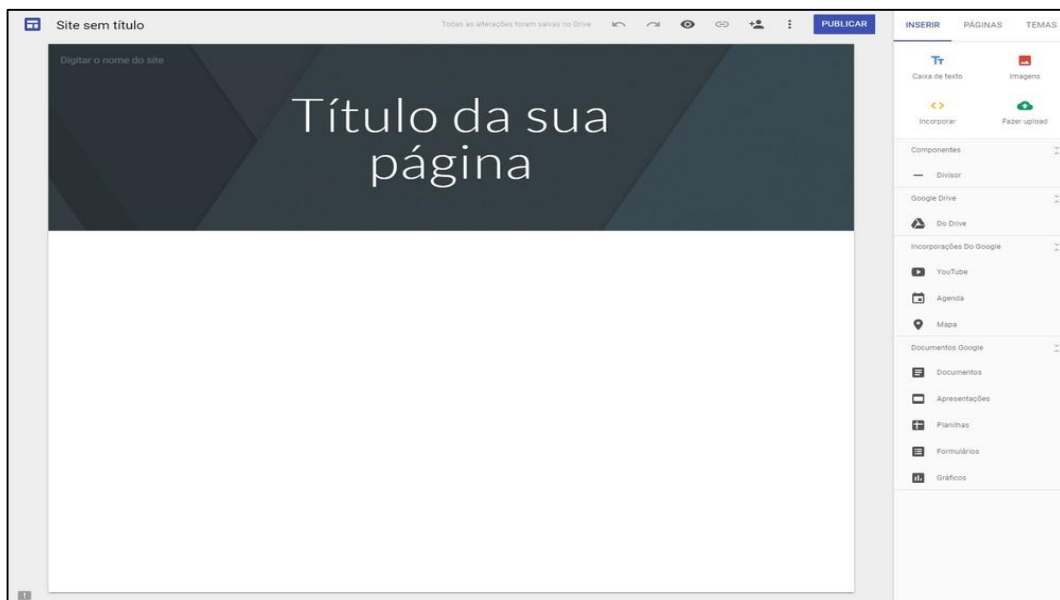 Site sem título
Todas as alterações foram salvas no Drive
PUBLICAR
INSERIR PÁGINAS TEMAS
Digitar o nome do site
Título da sua
página
Caixa de texto Imagens
Incorporar Fazer upload
Componentes
Divisor
Google Drive
Do Drive
Incorporações Do Google
YouTube
Agenda
Mapa
Documentos Google
Documentos
Apresentações
Planilhas
Formulários
Gráficos